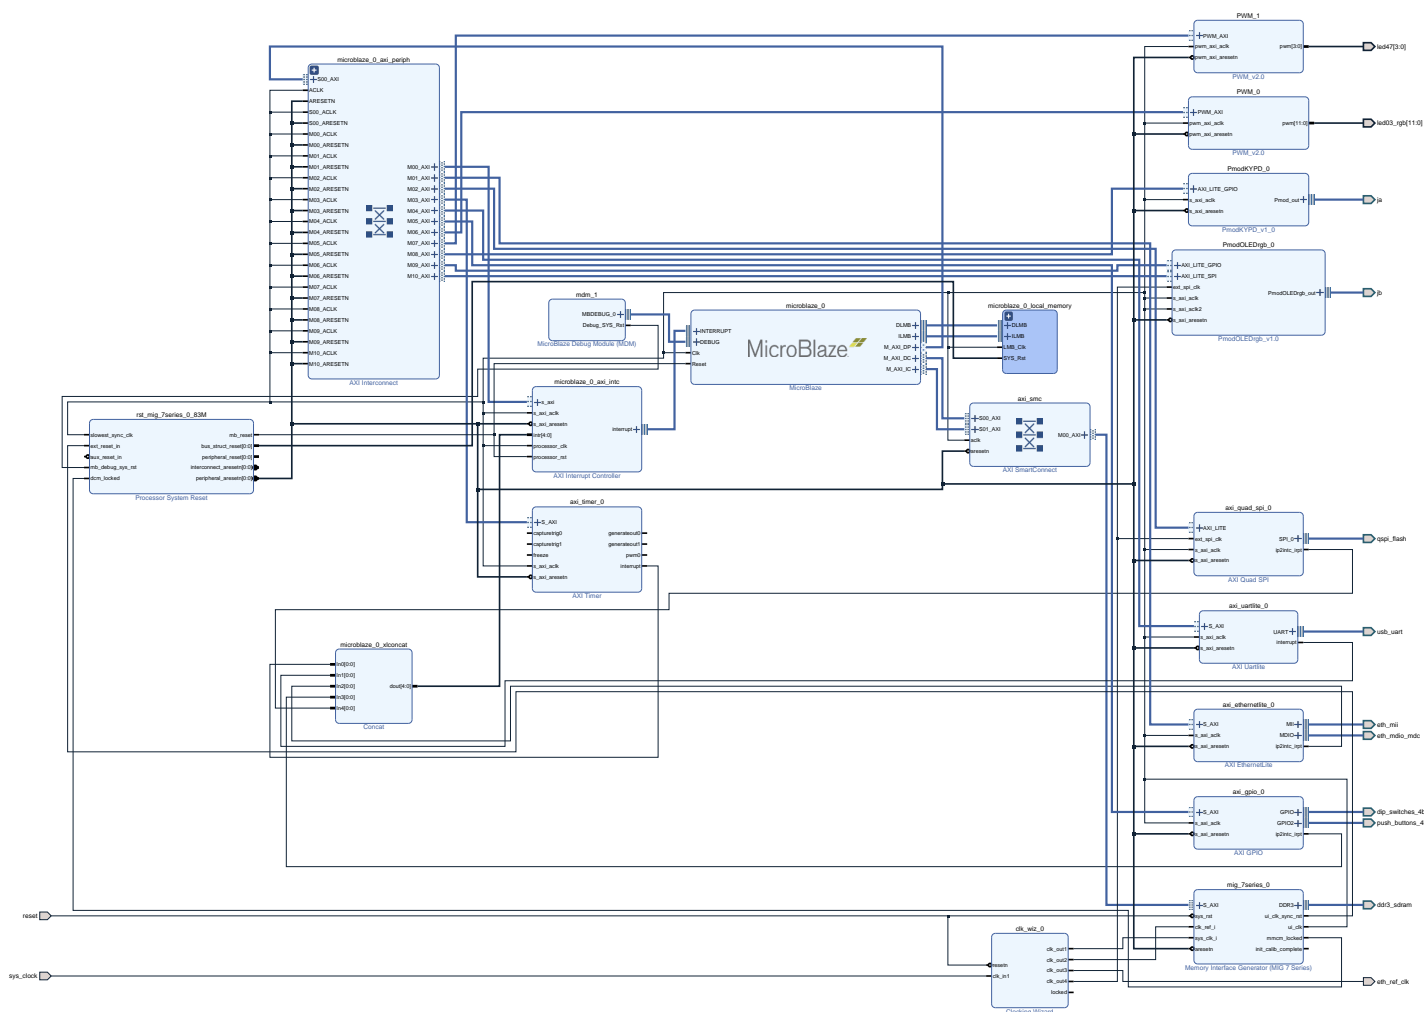 PWM_1
PWM_AXI
pwm_axi_aclk
pwm_axi_aresetn
pwm[3:0]
PWM_v2.0
led47[3:0]
PWM_0
PWM_AXI
pwm_axi_aclk
pwm_axi_aresetn
pwm[11:0]
PWM_v2.0
led03_rgb[11:0]
PmodKYPD_0
AXI_LITE_GPIO
s_axi_aclk
s_axi_aresetn
Pmod_out
PmodKYPD_v1_0
ja
PmodOLEDrgb_0
AXI_LITE_GPIO
AXI_LITE_SPI
ext_spi_clk
s_axi_aclk
s_axi_aclk2
s_axi_aresetn
PmodOLEDrgb_out
PmodOLEDrgb_v1.0
jb
microblaze_0_axi_periph
S00_AXI
ACLK
ARESETN
S00_ACLK
S00_ARESETN
M00_ACLK
M00_ARESETN
M01_ACLK
M01_ARESETN
M02_ACLK
M02_ARESETN
M03_ACLK
M03_ARESETN
M04_ACLK
M04_ARESETN
M05_ACLK
M05_ARESETN
M06_ACLK
M06_ARESETN
M07_ACLK
M07_ARESETN
M08_ACLK
M08_ARESETN
M09_ACLK
M09_ARESETN
M10_ACLK
M10_ARESETN
M00_AXI
M01_AXI
M02_AXI
M03_AXI
M04_AXI
M05_AXI
M06_AXI
M07_AXI
M08_AXI
M09_AXI
M10_AXI
AXI Interconnect
mdm_1
MBDEBUG_0
Debug_SYS_Rst
MicroBlaze Debug Module (MDM)
microblaze_0
INTERRUPT
DEBUG
Clk
Reset
MicroBlaze
DLMB
ILMB
M_AXI_DP
M_AXI_DC
M_AXI_IC
MicroBlaze
microblaze_0_local_memory
DLMB
ILMB
LMB_Clk
SYS_Rst
microblaze_0_axi_intc
s_axi
s_axi_aclk
s_axi_aresetn
intr[4:0]
processor_clk
processor_rst
interrupt
AXI Interrupt Controller
axi_smc
S00_AXI
S01_AXI
aclk
aresetn
M00_AXI
AXI SmartConnect
rst_mig_7series_0_83M
slowest_sync_clk
ext_reset_in
aux_reset_in
mb_debug_sys_rst
dcm_locked
mb_reset
bus_struct_reset[0:0]
peripheral_reset[0:0]
interconnect_aresetn[0:0]
peripheral_aresetn[0:0]
Processor System Reset
axi_timer_0
S_AXI
capturetrig0
capturetrig1
freeze
s_axi_aclk
s_axi_aresetn
generateout0
generateout1
pwm0
interrupt
AXI Timer
axi_quad_spi_0
AXI_LITE
ext_spi_clk
s_axi_aclk
s_axi_aresetn
SPI_0
ip2intc_irpt
AXI Quad SPI
qspi_flash
axi_uartlite_0
S_AXI
s_axi_aclk
s_axi_aresetn
UART
interrupt
AXI Uartlite
usb_uart
microblaze_0_xlconcat
In0[0:0]
In1[0:0]
In2[0:0]
In3[0:0]
In4[0:0]
dout[4:0]
Concat
axi_ethernetlite_0
S_AXI
s_axi_aclk
s_axi_aresetn
MII
MDIO
ip2intc_irpt
AXI EthernetLite
eth_mii
eth_mdio_mdc
axi_gpio_0
S_AXI
s_axi_aclk
s_axi_aresetn
GPIO
GPIO2
ip2intc_irpt
AXI GPIO
dip_switches_4
push_buttons_4
mig_7series_0
S_AXI
sys_rst
clk_ref_i
sys_clk_i
aresetn
DDR3
ui_clk_sync_rst
ui_clk
mmcm_locked
init_calib_complete
Memory Interface Generator (MIG 7 Series)
ddr3_sdram
reset
sys_clock
clk_wiz_0
resetn
clk_in1
clk_out1
clk_out2
clk_out3
clk_out4
locked
Clocking Wizard
eth_ref_clk